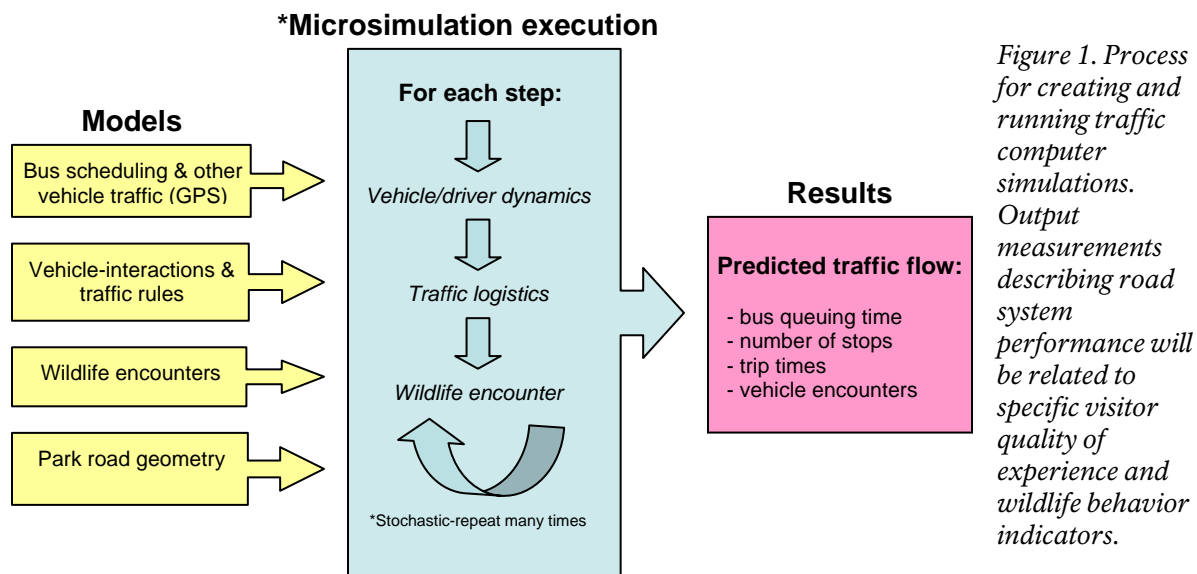 *Microsimulation execution
Models
Bus scheduling & other
vehicle traffic (GPS)
Vehicle-interactions &
traffic rules
Wildlife encounters
Park road geometry
For each step:
Vehicle/driver dynamics
Traffic logistics
Wildlife encounter
*Stochastic-repeat many times
Results
Predicted traffic flow:
- bus queuing time
- number of stops
- trip times
- vehicle encounters
Figure 1. Process
for creating and
running traffic
computer
simulations.
Output
measurements
describing road
system
performance will
be related to
specific visitor
quality of
experience and
wildlife behavior
indicators.